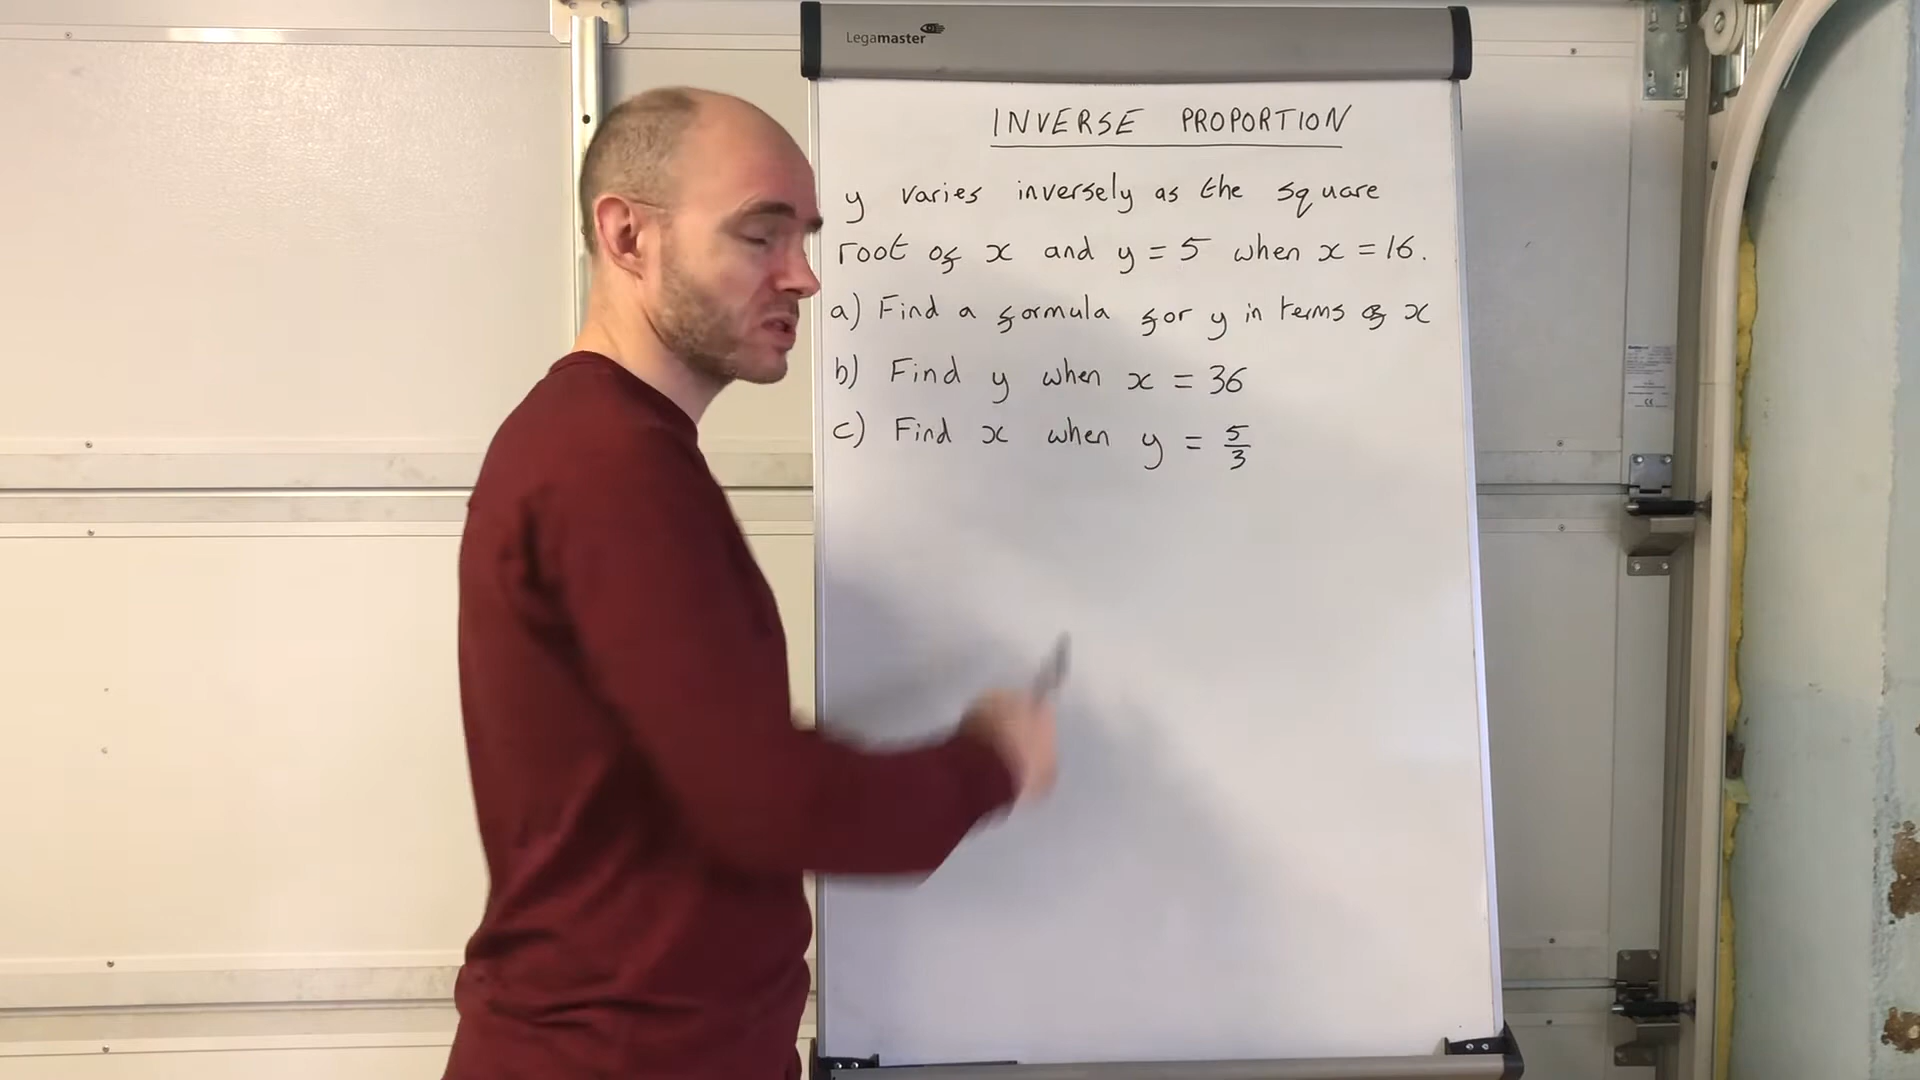 Legamaster
INVERSE PROPORTION
y varies inversely as the square
root of x and y = 5 when x = 16.
a) Find a formula for y in terms of x
b) Find y when x = 36
c) Find x when y = 5/3